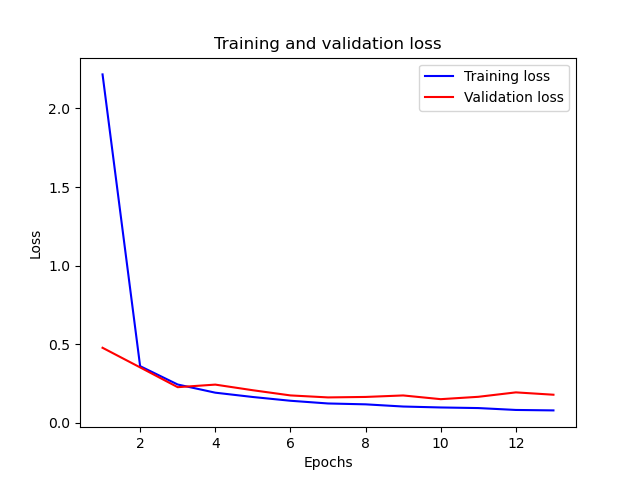 Training and validation loss
Training loss
Validation loss
2.0
1.5
1.0
0.5
0.0
Loss
2 4 6 8 10 12
Epochs